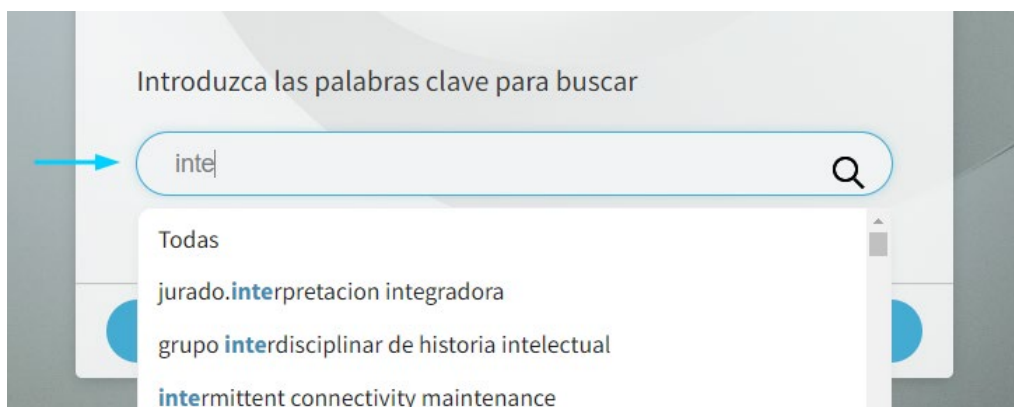 Introduzca las palabras clave para buscar
inte
Todas
jurado.interpretacion integradora
grupo interdisciplinar de historia intelectual
intermittent connectivity maintenance